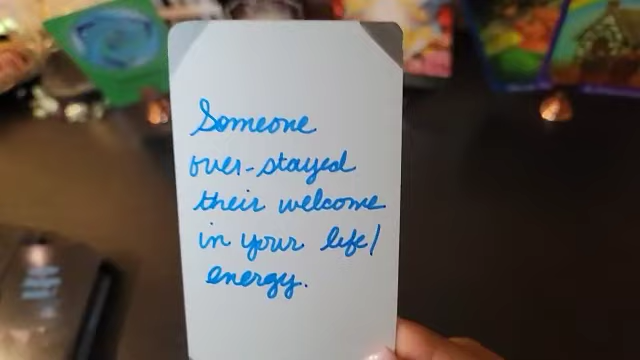 Someone
over-stayed
their welcome
in your life/
energy.